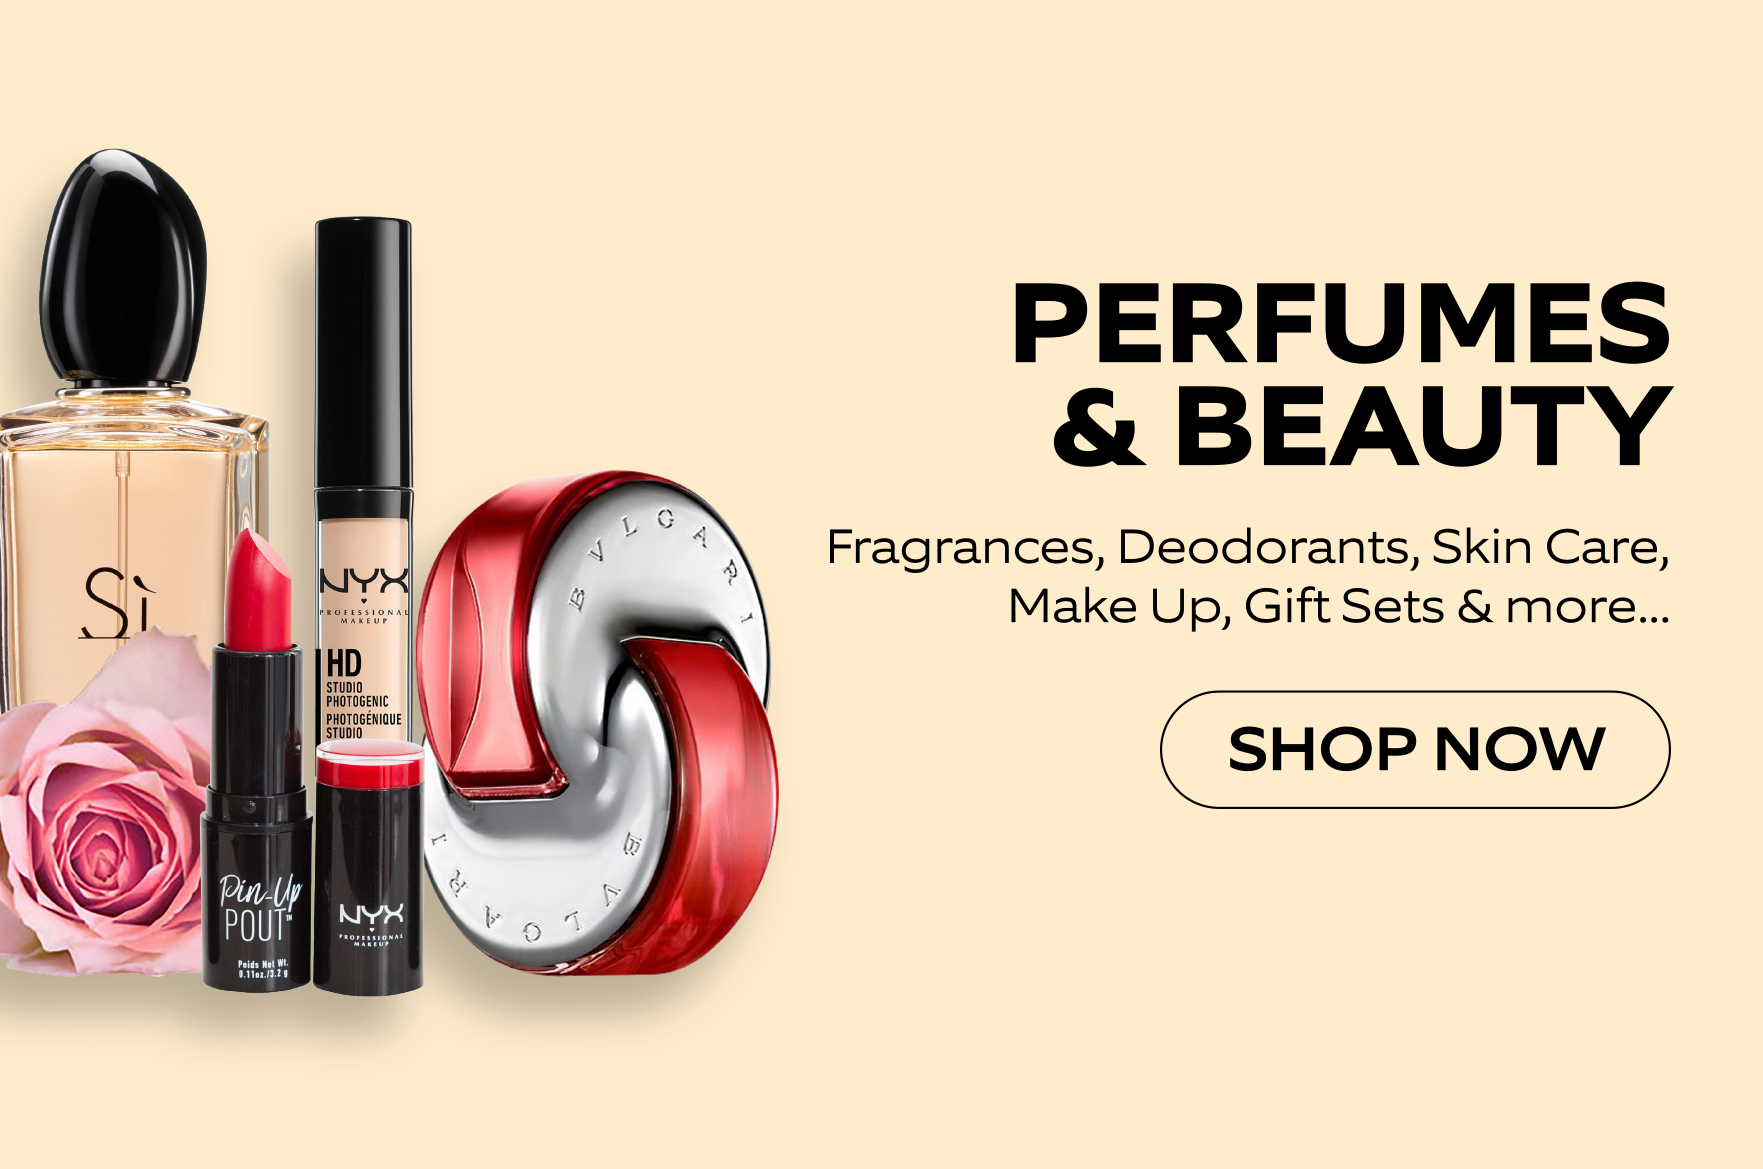 PERFUMES
& BEAUTY
Fragrances, Deodorants, Skin Care,
Make Up, Gift Sets & more...
SHOP NOW
Sì
NYX
PROFESSIONAL
MAKEUP
HD
STUDIO
PHOTOGENIC
PHOTOGÉNIQUE
STUDIO
Pin-Up
POUT™
Poids Net Wt.
0.11oz./3.2 g
NYX
PROFESSIONAL
MAKEUP
BVLGARI
BVLGARI